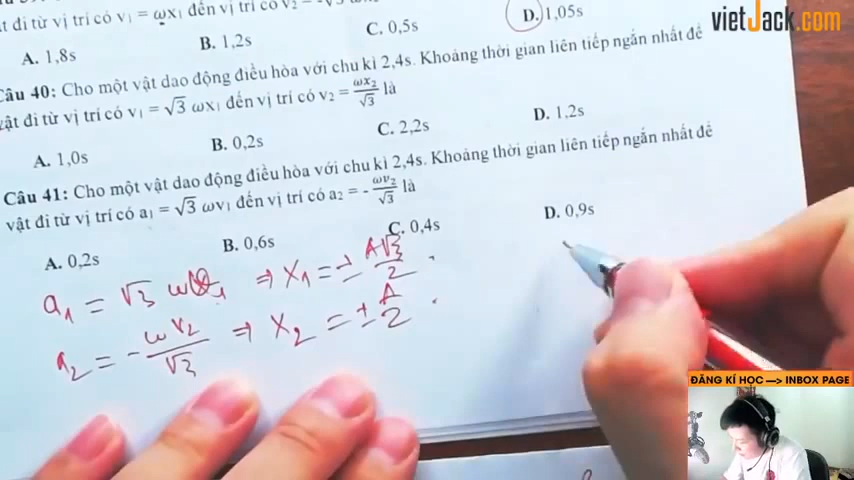 vietJack.com
ật đi từ vị trí có v₁ = ωx₁ đến vị trí có v₂ =
A. 1,8s B. 1,2s C. 0,5s D. 1,05s
Câu 40: Cho một vật dao động điều hòa với chu kì 2,4s. Khoảng thời gian liên tiếp ngắn nhất để
vật đi từ vị trí có v₁ = √3 ωx₁ đến vị trí có v₂ = ωx₂/√3 là
A. 1,0s B. 0,2s C. 2,2s D. 1,2s
Câu 41: Cho một vật dao động điều hòa với chu kì 2,4s. Khoảng thời gian liên tiếp ngắn nhất để
vật đi từ vị trí có a₁ = √3 ωv₁ đến vị trí có a₂ = -ωv₂/√3 là
A. 0,2s B. 0,6s C. 0,4s D. 0,9s
a₁ = √3 ω ₁ ⇒ x₁ = ± A√3/2
a₂ = - ωv₂/√3 ⇒ x₂ = ± A/2
ĐĂNG KÍ HỌC —> INBOX PAGE